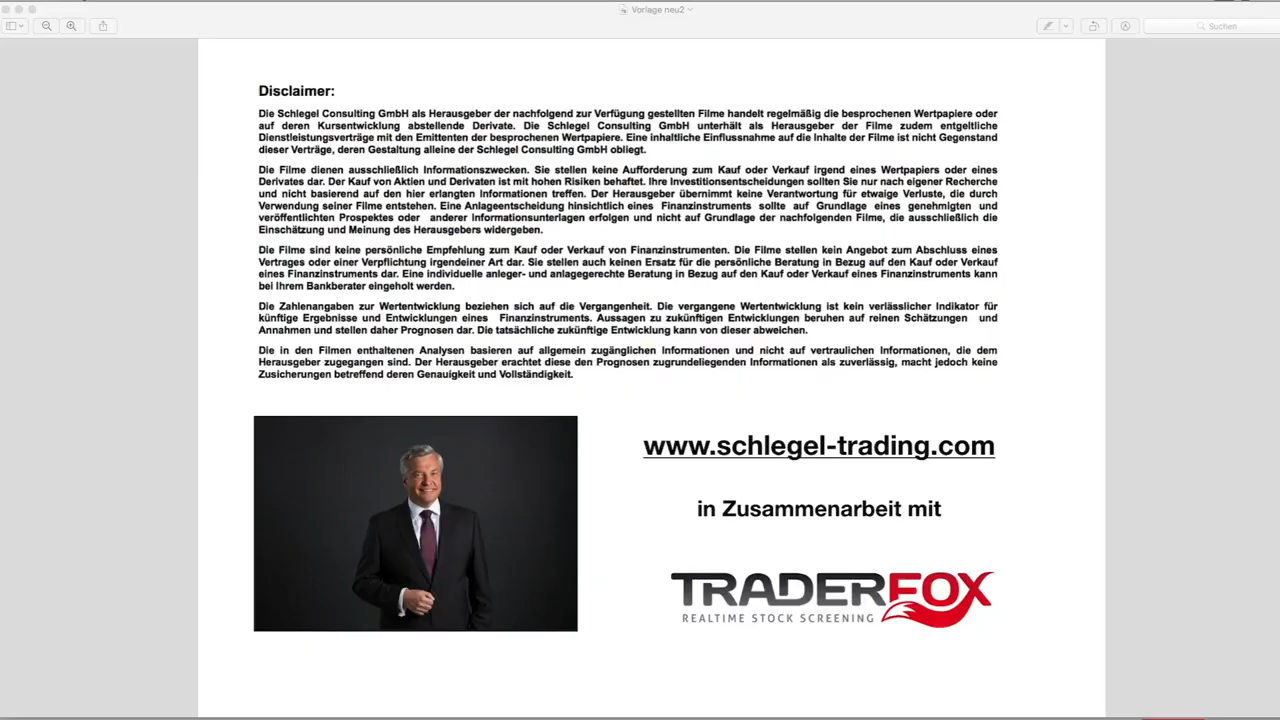 Vorlage neu2
Suchen
Disclaimer:
Die Schlegel Consulting GmbH als Herausgeber der nachfolgend zur Verfügung gestellten Filme handelt regelmäßig die besprochenen Wertpapiere oder
auf deren Kursentwicklung abstellende Derivate. Die Schlegel Consulting GmbH unterhält als Herausgeber der Filme zudem entgeltliche
Dienstleistungsverträge mit den Emittenten der besprochenen Wertpapiere. Eine inhaltliche Einflussnahme auf die Inhalte der Filme ist nicht Gegenstand
dieser Verträge, deren Gestaltung alleine der Schlegel Consulting GmbH obliegt.
Die Filme dienen ausschließlich Informationszwecken. Sie stellen keine Aufforderung zum Kauf oder Verkauf irgend eines Wertpapiers oder eines
Derivates dar. Der Kauf von Aktien und Derivaten ist mit hohen Risiken behaftet. Ihre Investitionsentscheidungen sollten Sie nur nach eigener Recherche
und nicht basierend auf den hier erlangten Informationen treffen. Der Herausgeber übernimmt keine Verantwortung für etwaige Verluste, die durch
Verwendung seiner Filme entstehen. Eine Anlageentscheidung hinsichtlich eines Finanzinstruments sollte auf Grundlage eines genehmigten und
veröffentlichten Prospektes oder anderer Informationsunterlagen erfolgen und nicht auf Grundlage der nachfolgenden Filme, die ausschließlich die
Einschätzung und Meinung des Herausgebers widergeben.
Die Filme sind keine persönliche Empfehlung zum Kauf oder Verkauf von Finanzinstrumenten. Die Filme stellen kein Angebot zum Abschluss eines
Vertrages oder einer Verpflichtung irgendeiner Art dar. Sie stellen auch keinen Ersatz für die persönliche Beratung in Bezug auf den Kauf oder Verkauf
eines Finanzinstruments dar. Eine individuelle anleger- und anlagegerechte Beratung in Bezug auf den Kauf oder Verkauf eines Finanzinstruments kann
bei Ihrem Bankberater eingeholt werden.
Die Zahlenangaben zur Wertentwicklung beziehen sich auf die Vergangenheit. Die vergangene Wertentwicklung ist kein verlässlicher Indikator für
künftige Ergebnisse und Entwicklungen eines Finanzinstruments. Aussagen zu zukünftigen Entwicklungen beruhen auf reinen Schätzungen und
Annahmen und stellen daher Prognosen dar. Die tatsächliche zukünftige Entwicklung kann von dieser abweichen.
Die in den Filmen enthaltenen Analysen basieren auf allgemein zugänglichen Informationen und nicht auf vertraulichen Informationen, die dem
Herausgeber zugegangen sind. Der Herausgeber erachtet diese den Prognosen zugrundeliegenden Informationen als zuverlässig, macht jedoch keine
Zusicherungen betreffend deren Genauigkeit und Vollständigkeit.
www.schlegel-trading.com
in Zusammenarbeit mit
TRADERFOX
REALTIME STOCK SCREENING